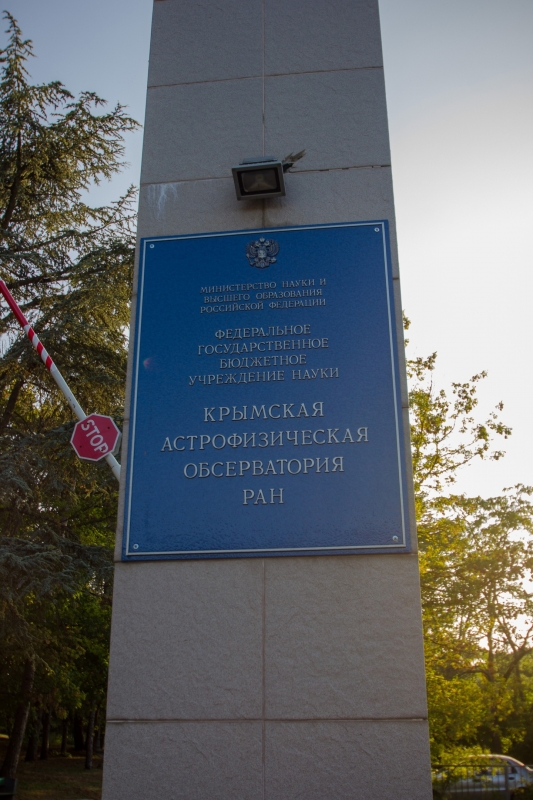 МИНИСТЕРСТВО НАУКИ И
ВЫСШЕГО ОБРАЗОВАНИЯ
РОССИЙСКОЙ ФЕДЕРАЦИИ
ФЕДЕРАЛЬНОЕ
ГОСУДАРСТВЕННОЕ
БЮДЖЕТНОЕ
УЧРЕЖДЕНИЕ НАУКИ
КРЫМСКАЯ
АСТРОФИЗИЧЕСКАЯ
ОБСЕРВАТОРИЯ
РАН
STOP